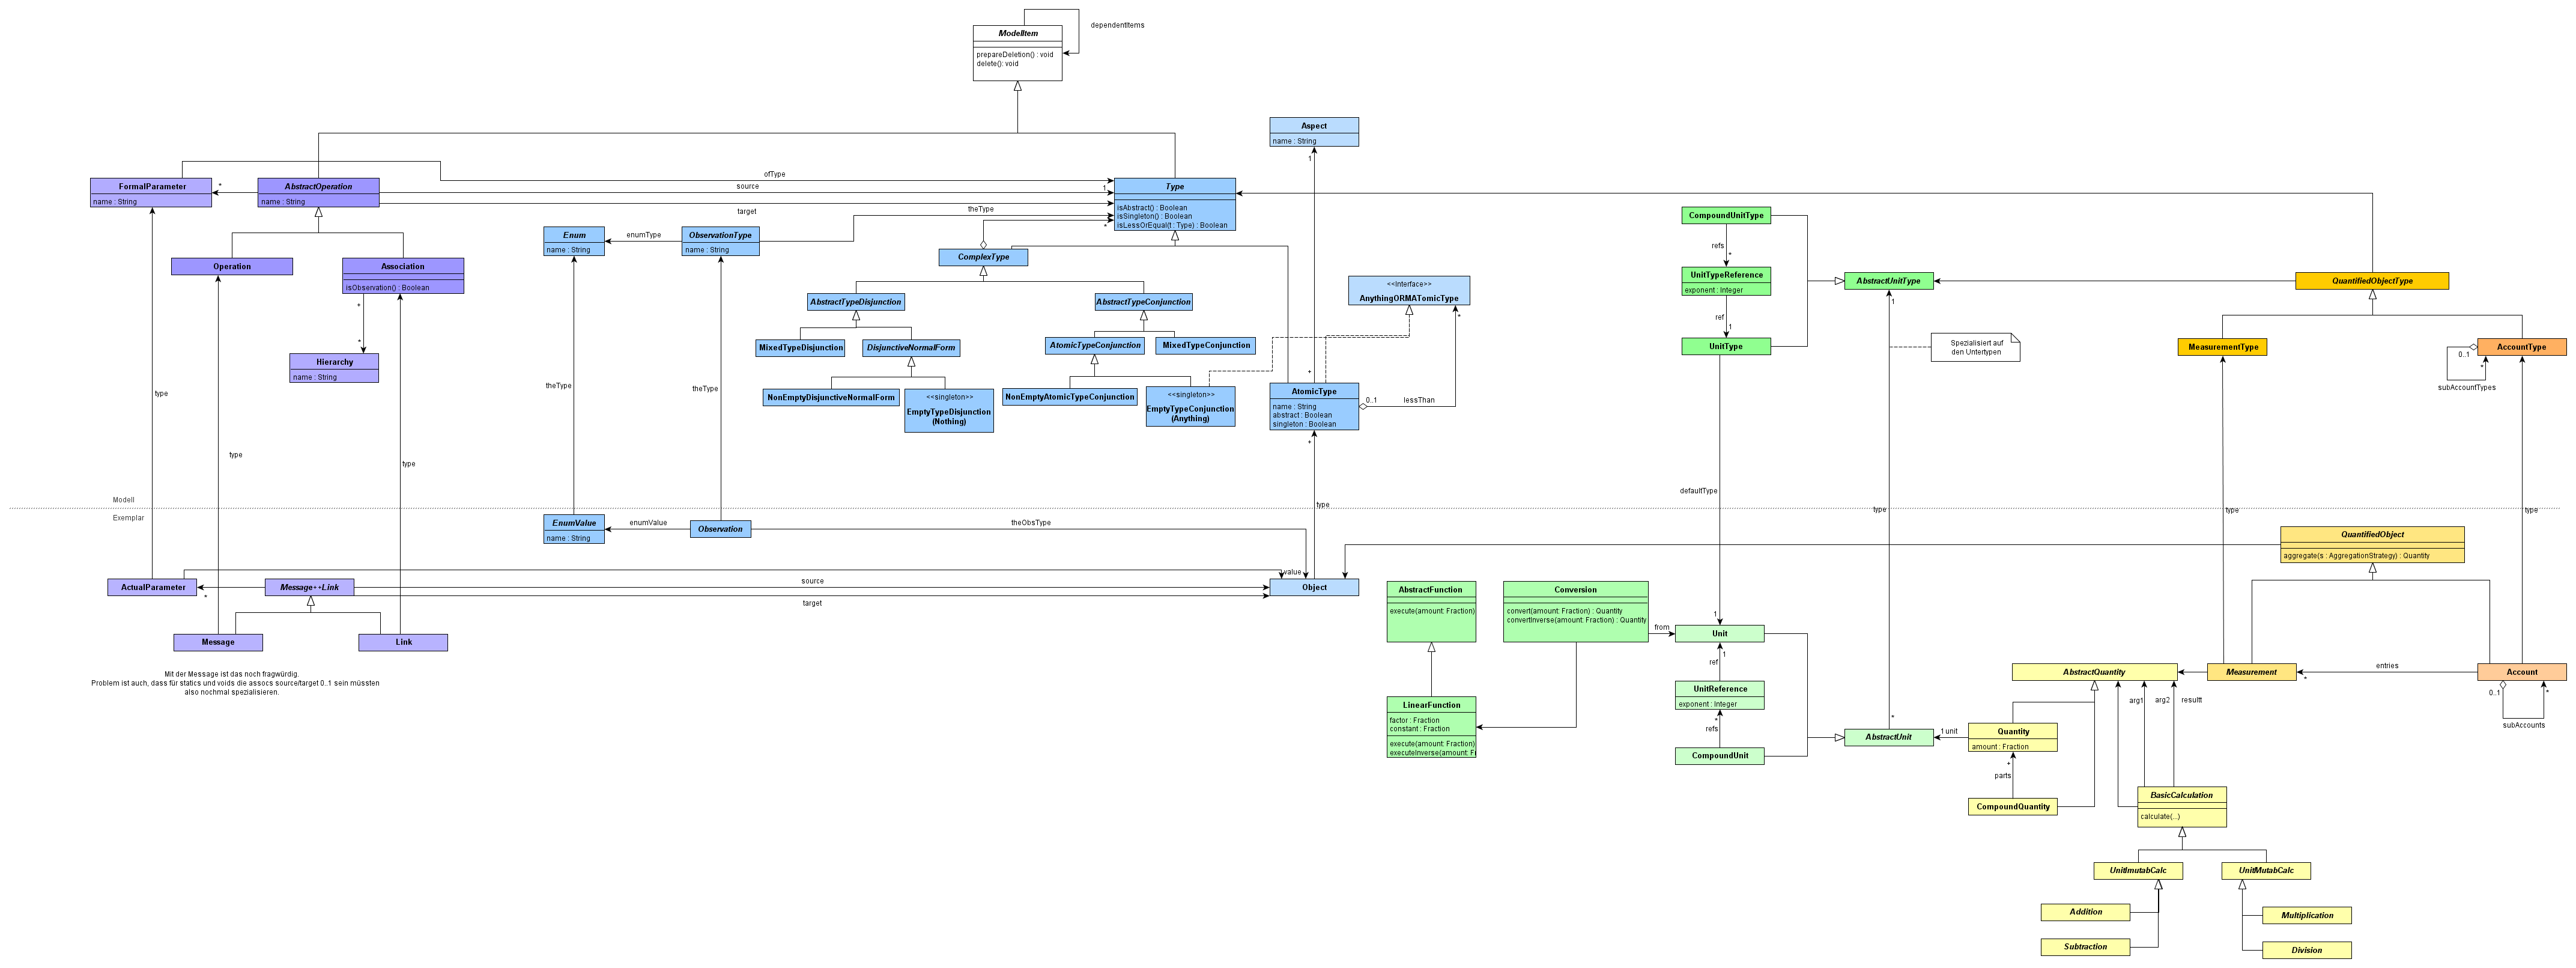 dependentItems
ModelItem
prepareDeletion() : void
delete(): void
Aspect
name : String
1
FormalParameter
name : String
*
AbstractOperation
name : String
ofType
source
1
target
Type
isAbstract() : Boolean
isSingleton() : Boolean
isLessOrEqual(t : Type) : Boolean
theType
*
Enum
name : String
enumType
ObservationType
name : String
ComplexType
Operation
Association
isObservation() : Boolean
*
*
Hierarchy
name : String
AbstractTypeDisjunction
AbstractTypeConjunction
MixedTypeDisjunction
DisjunctiveNormalForm
AtomicTypeConjunction
MixedTypeConjunction
NonEmptyDisjunctiveNormalForm
<<singleton>>
EmptyTypeDisjunction
(Nothing)
NonEmptyAtomicTypeConjunction
<<singleton>>
EmptyTypeConjunction
(Anything)
<<Interface>>
AnythingORMATomicType
*
*
AtomicType
name : String
abstract : Boolean
singleton : Boolean
0..1
lessThan
*
CompoundUnitType
refs
*
UnitTypeReference
exponent : Integer
ref
1
UnitType
AbstractUnitType
1
Spezialisiert auf
den Untertypen
QuantifiedObjectType
MeasurementType
AccountType
0..1
*
subAccountTypes
type
type
type
theType
theType
defaultType
Modell
Exemplar
type
type
type
type
EnumValue
name : String
enumValue
Observation
theObsType
QuantifiedObject
aggregate(s : AggregationStrategy) : Quantity
ActualParameter
*
Message++Link
source
target
value
Object
Message
Link
Mit der Message ist das noch fragwürdig.
Problem ist auch, dass für statics und voids die assocs source/target 0..1 sein müssten
also nochmal spezialisieren.
AbstractFunction
execute(amount: Fraction)
Conversion
convert(amount: Fraction) : Quantity
convertInverse(amount: Fraction) : Quantity
from
1
Unit
1
ref
UnitReference
exponent : Integer
*
refs
CompoundUnit
LinearFunction
factor : Fraction
constant : Fraction
execute(amount: Fraction)
executeInverse(amount: Fr
*
AbstractUnit
1 unit
Quantity
amount : Fraction
*
parts
CompoundQuantity
AbstractQuantity
arg1
arg2
resultt
Measurement
*
entries
Account
0..1
*
subAccounts
BasicCalculation
calculate(...)
UnitImutabCalc
UnitMutabCalc
Addition
Multiplication
Subtraction
Division